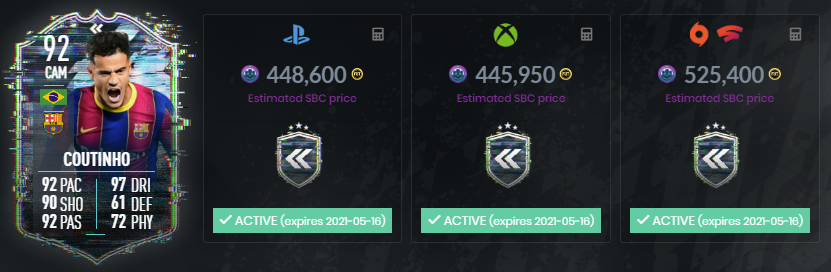 92
CAM
COUTINHO
92 PAC 97 DRI
90 SHO 61 DEF
92 PAS 72 PHY
448,600
Estimated SBC price
ACTIVE (expires 2021-05-16)
445,950
Estimated SBC price
ACTIVE (expires 2021-05-16)
525,400
Estimated SBC price
ACTIVE (expires 2021-05-16)